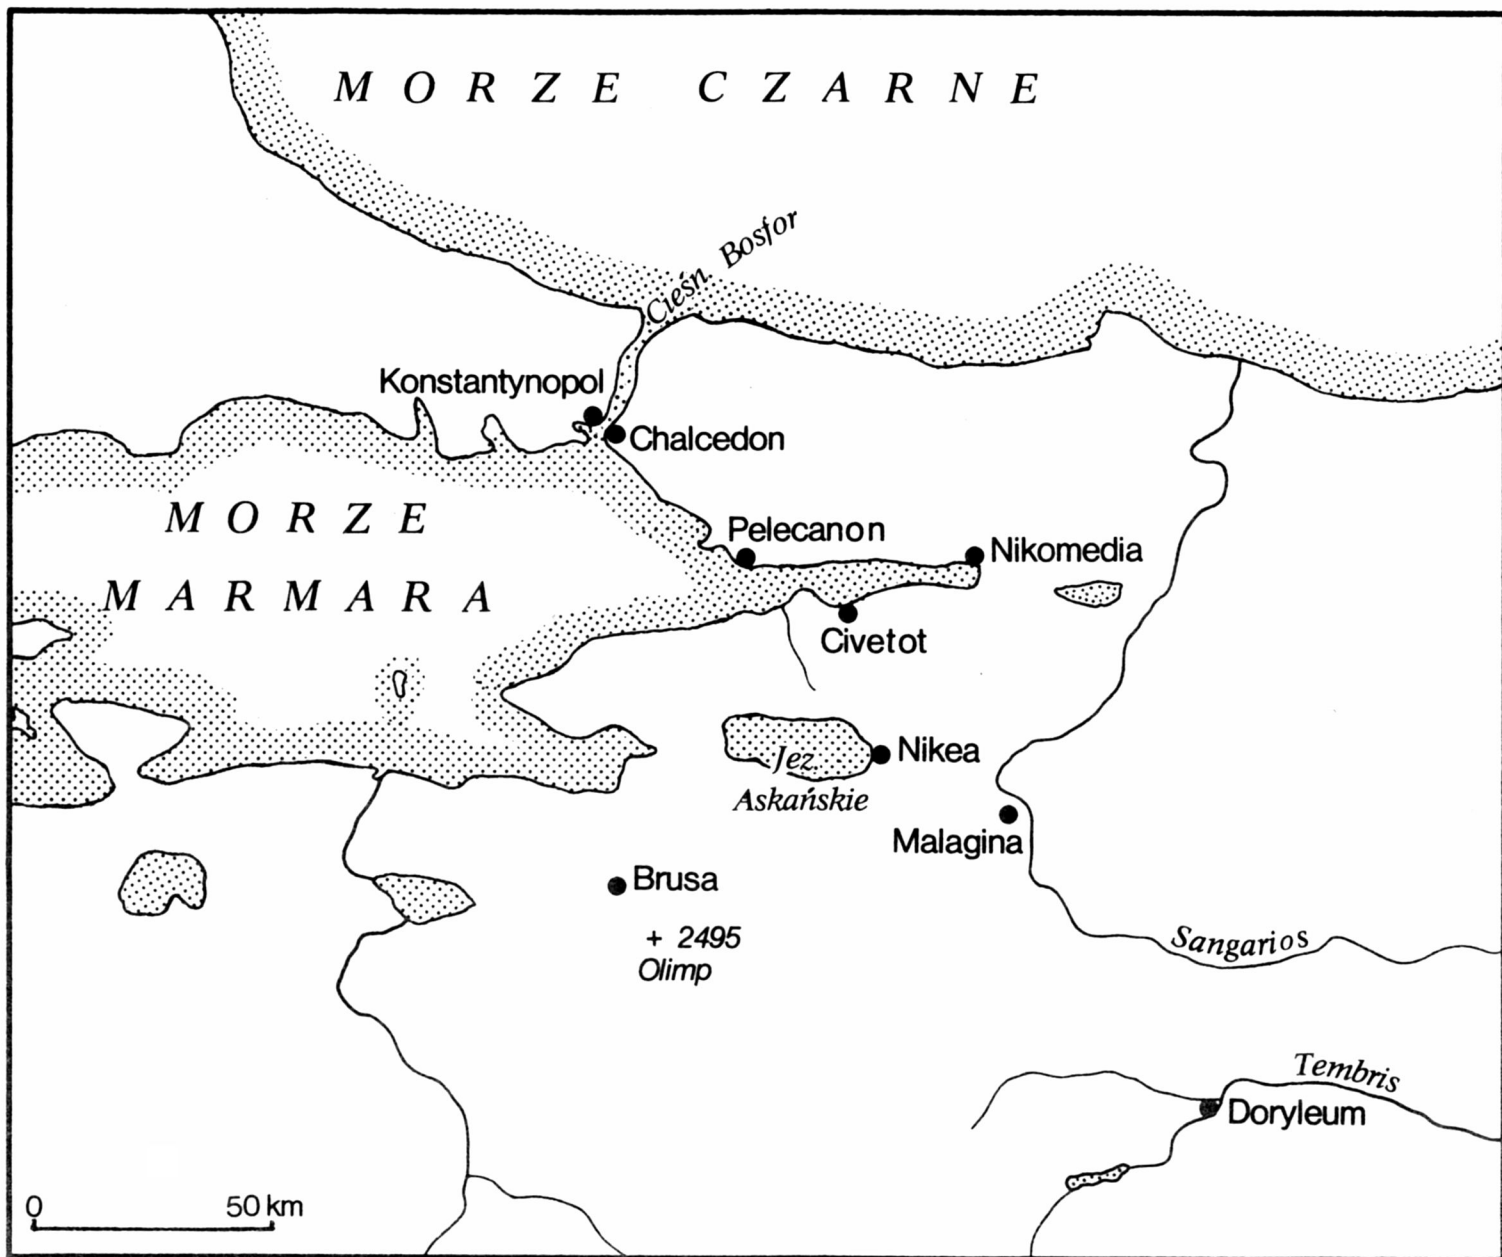 MORZE CZARNE
Cieśn. Bosfor
Konstantynopol
Chalcedon
MORZE
MARMARA
Pelecanon
Nikomedia
Civetot
Jez.
Askańskie
Nikea
Malagina
Brusa
+ 2495
Olimp
Sangarios
Tembris
Doryleum
0 50 km